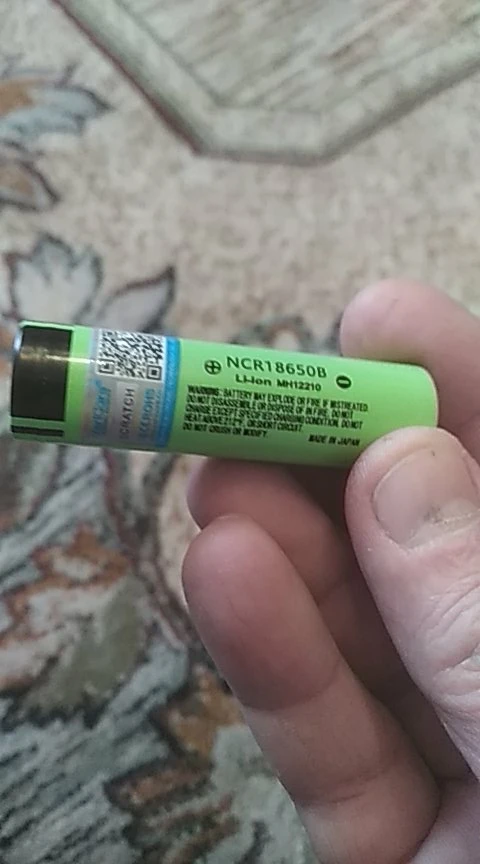 ⊕ NCR18650B
Li-ion MH12210 ⊖
WARNING: BATTERY MAY EXPLODE OR FIRE IF MISTREATED.
DO NOT DISASSEMBLE OR DISPOSE OF IN FIRE, DO NOT
CHARGE EXCEPT SPECIFIED CHARGING CONDITION, DO NOT
HEAT ABOVE 212°F, OR SHORT CIRCUIT.
DO NOT CRUSH OR MODIFY.
MADE IN JAPAN
SCRATCH